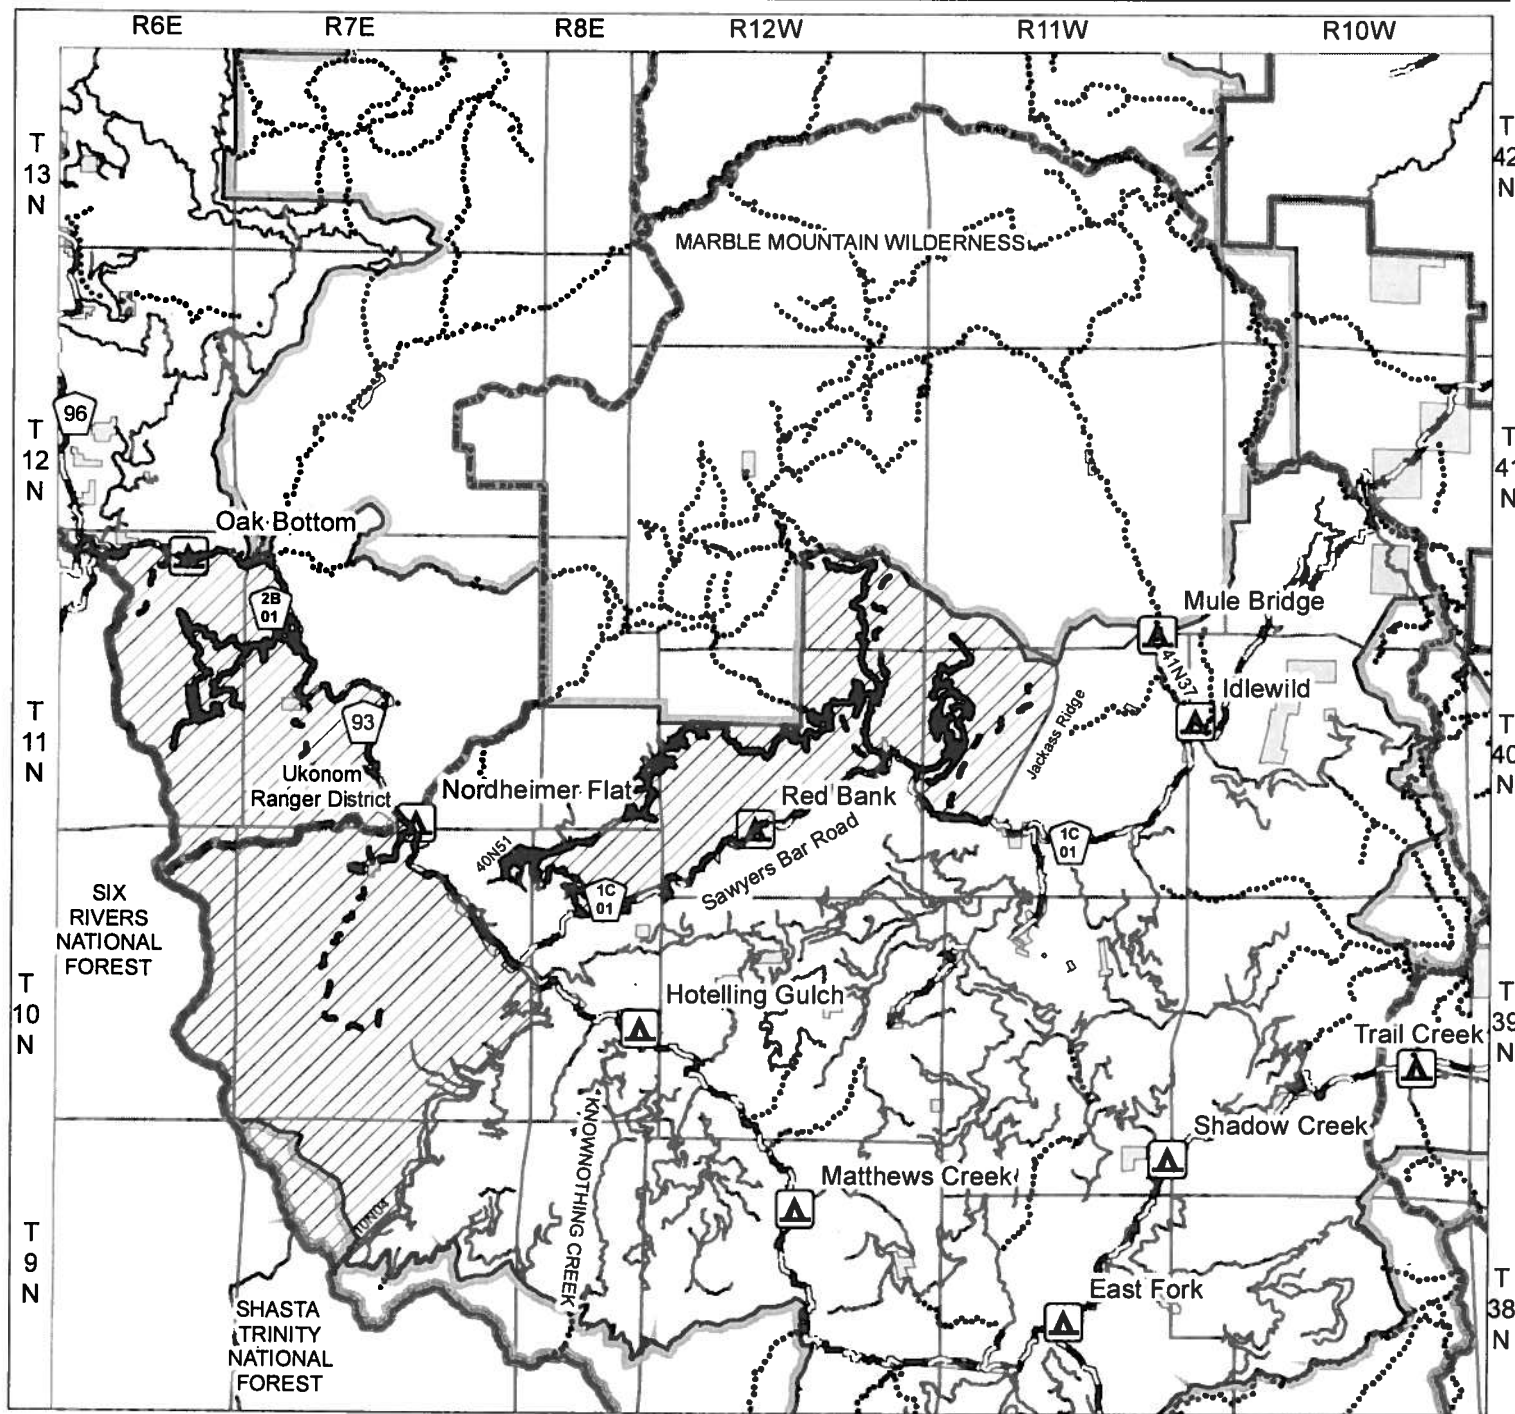 R6E R7E R8E R12W R11W R10W
T
13
N
T
42
N
MARBLE MOUNTAIN WILDERNESS
96
T
12
N
T
41
N
Oak Bottom
2B
01
Mule Bridge
41N37
Idlewild
T
11
N
93
Jackass Ridge
T
40
N
Ukonom
Ranger District
Nordheimer Flat
Red Bank
40N51
Sawyers Bar Road
1C
01
1C
01
SIX
RIVERS
NATIONAL
FOREST
T
10
N
Hotelling Gulch
T
39
N
Trail Creek
Shadow Creek
KNOWNOTHING CREEK
Matthews Creek
10N04
T
9
N
East Fork
T
38
N
SHASTA
TRINITY
NATIONAL
FOREST